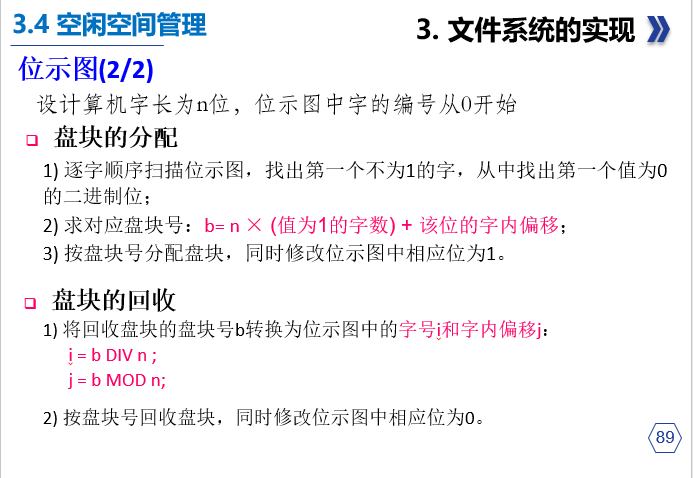 3.4 空闲空间管理
3. 文件系统的实现
位示图(2/2)
设计算机字长为n位，位示图中字的编号从0开始
盘块的分配
1) 逐字顺序扫描位示图，找出第一个不为1的字，从中找出第一个值为0
的二进制位；
2) 求对应盘块号：b= n × (值为1的字数) + 该位的字内偏移；
3) 按盘块号分配盘块，同时修改位示图中相应位为1。
盘块的回收
1) 将回收盘块的盘块号b转换为位示图中的字号i和字内偏移j：
i = b DIV n ;
j = b MOD n;
2) 按盘块号回收盘块，同时修改位示图中相应位为0。
89